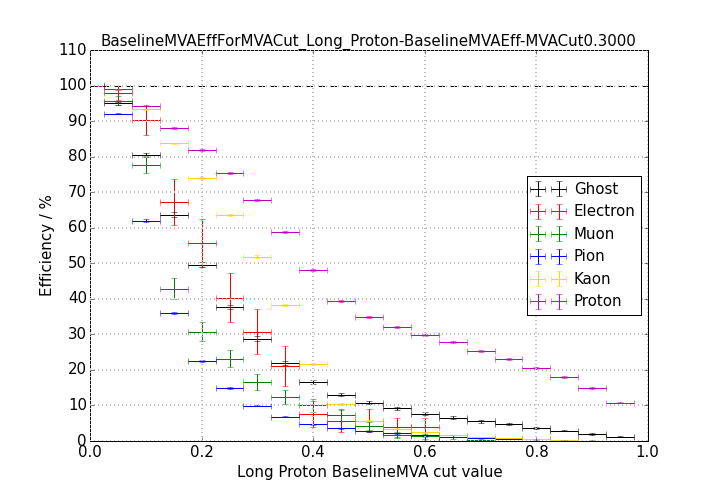 BaselineMVAEffForMVACut_Long_Proton-BaselineMVAEff-MVACut0.3000
110
100
90
80
70
60
50
40
30
20
10
0
Efficiency / %
Ghost
Electron
Muon
Pion
Kaon
Proton
0.0 0.2 0.4 0.6 0.8 1.0
Long Proton BaselineMVA cut value